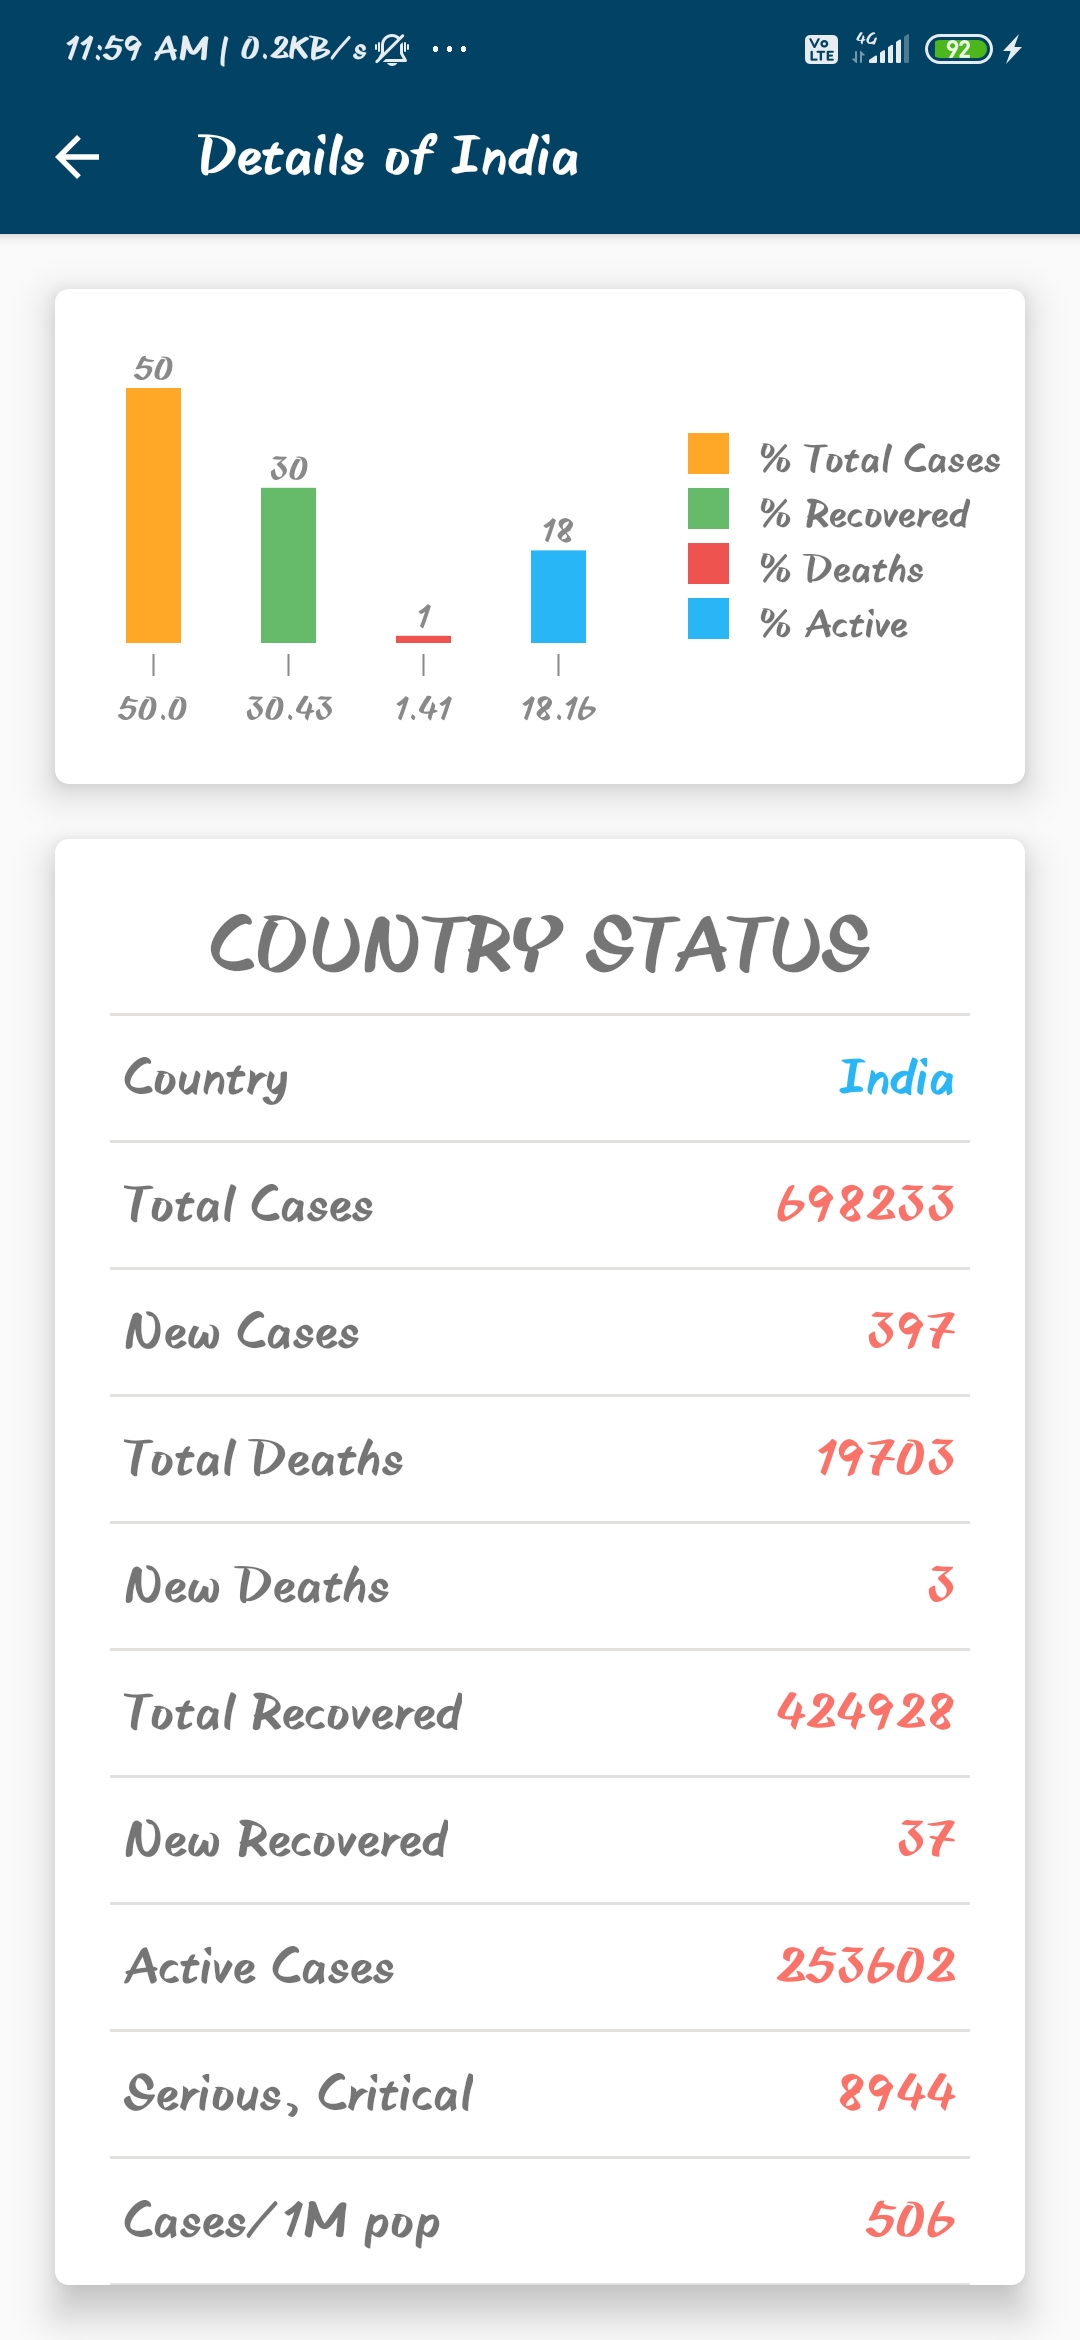 11:59 AM | 0.2KB/s ... Vo LTE 4G 92
Details of India
50
30
18
1
50.0 30.43 1.41 18.16
% Total Cases
% Recovered
% Deaths
% Active
COUNTRY STATUS
Country India
Total Cases 698233
New Cases 397
Total Deaths 19703
New Deaths 3
Total Recovered 424928
New Recovered 37
Active Cases 253602
Serious, Critical 8944
Cases/1M pop 506